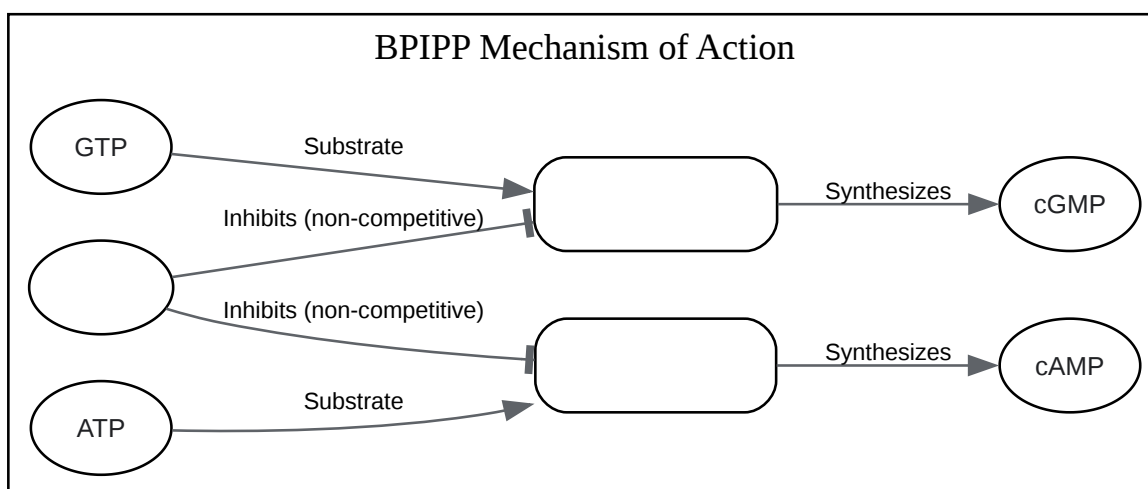 BPIPP Mechanism of Action
GTP
Substrate
Inhibits (non-competitive)
Synthesizes
cGMP
Inhibits (non-competitive)
Synthesizes
cAMP
Substrate
ATP